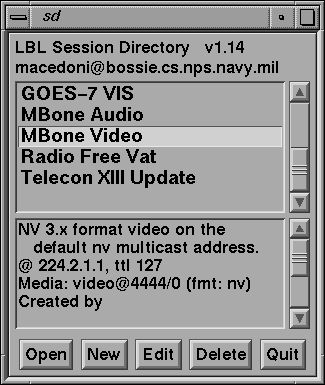 sd
LBL Session Directory v1.14
macedoni@bossie.cs.nps.navy.mil
GOES-7 VIS
MBone Audio
MBone Video
Radio Free Vat
Telecon XIII Update
NV 3.x format video on the
default nv multicast address.
@ 224.2.1.1, ttl 127
Media: video@4444/0 (fmt: nv)
Created by
Open New Edit Delete Quit